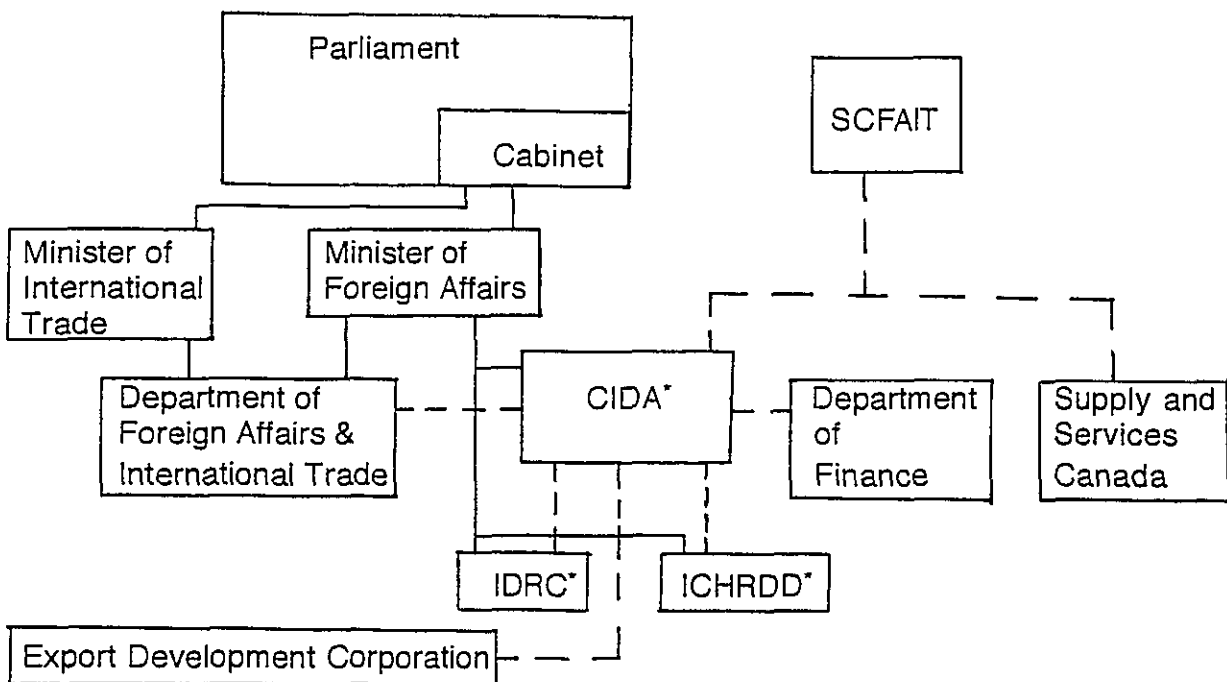 Parliament
Cabinet
SCFAIT
Minister of
International
Trade
Minister of
Foreign Affairs
Department of
Foreign Affairs &
International Trade
CIDA*
Department
of
Finance
Supply and
Services
Canada
IDRC*
ICHRDD*
Export Development Corporation